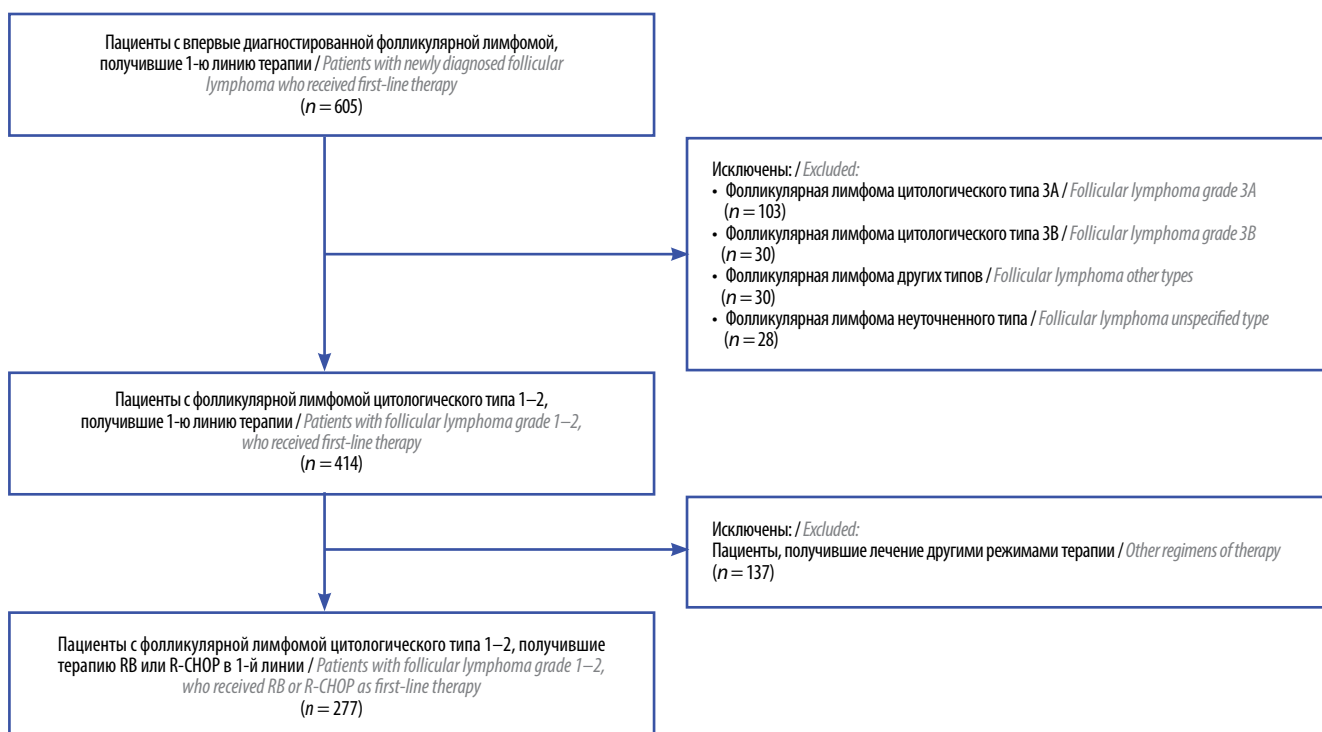 Пациенты с впервые диагностированной фолликулярной лимфомой,
получившие 1-ю линию терапии / Patients with newly diagnosed follicular
lymphoma who received first-line therapy
(n = 605)
Исключены: / Excluded:
• Фолликулярная лимфома цитологического типа 3А / Follicular lymphoma grade 3A
(n = 103)
• Фолликулярная лимфома цитологического типа 3В / Follicular lymphoma grade 3B
(n = 30)
• Фолликулярная лимфома других типов / Follicular lymphoma other types
(n = 30)
• Фолликулярная лимфома неуточненного типа / Follicular lymphoma unspecified type
(n = 28)
Пациенты с фолликулярной лимфомой цитологического типа 1–2,
получившие 1-ю линию терапии / Patients with follicular lymphoma grade 1–2,
who received first-line therapy
(n = 414)
Исключены: / Excluded:
Пациенты, получившие лечение другими режимами терапии / Other regimens of therapy
(n = 137)
Пациенты с фолликулярной лимфомой цитологического типа 1–2, получившие
терапию RB или R-CHOP в 1-й линии / Patients with follicular lymphoma grade 1–2,
who received RB or R-CHOP as first-line therapy
(n = 277)